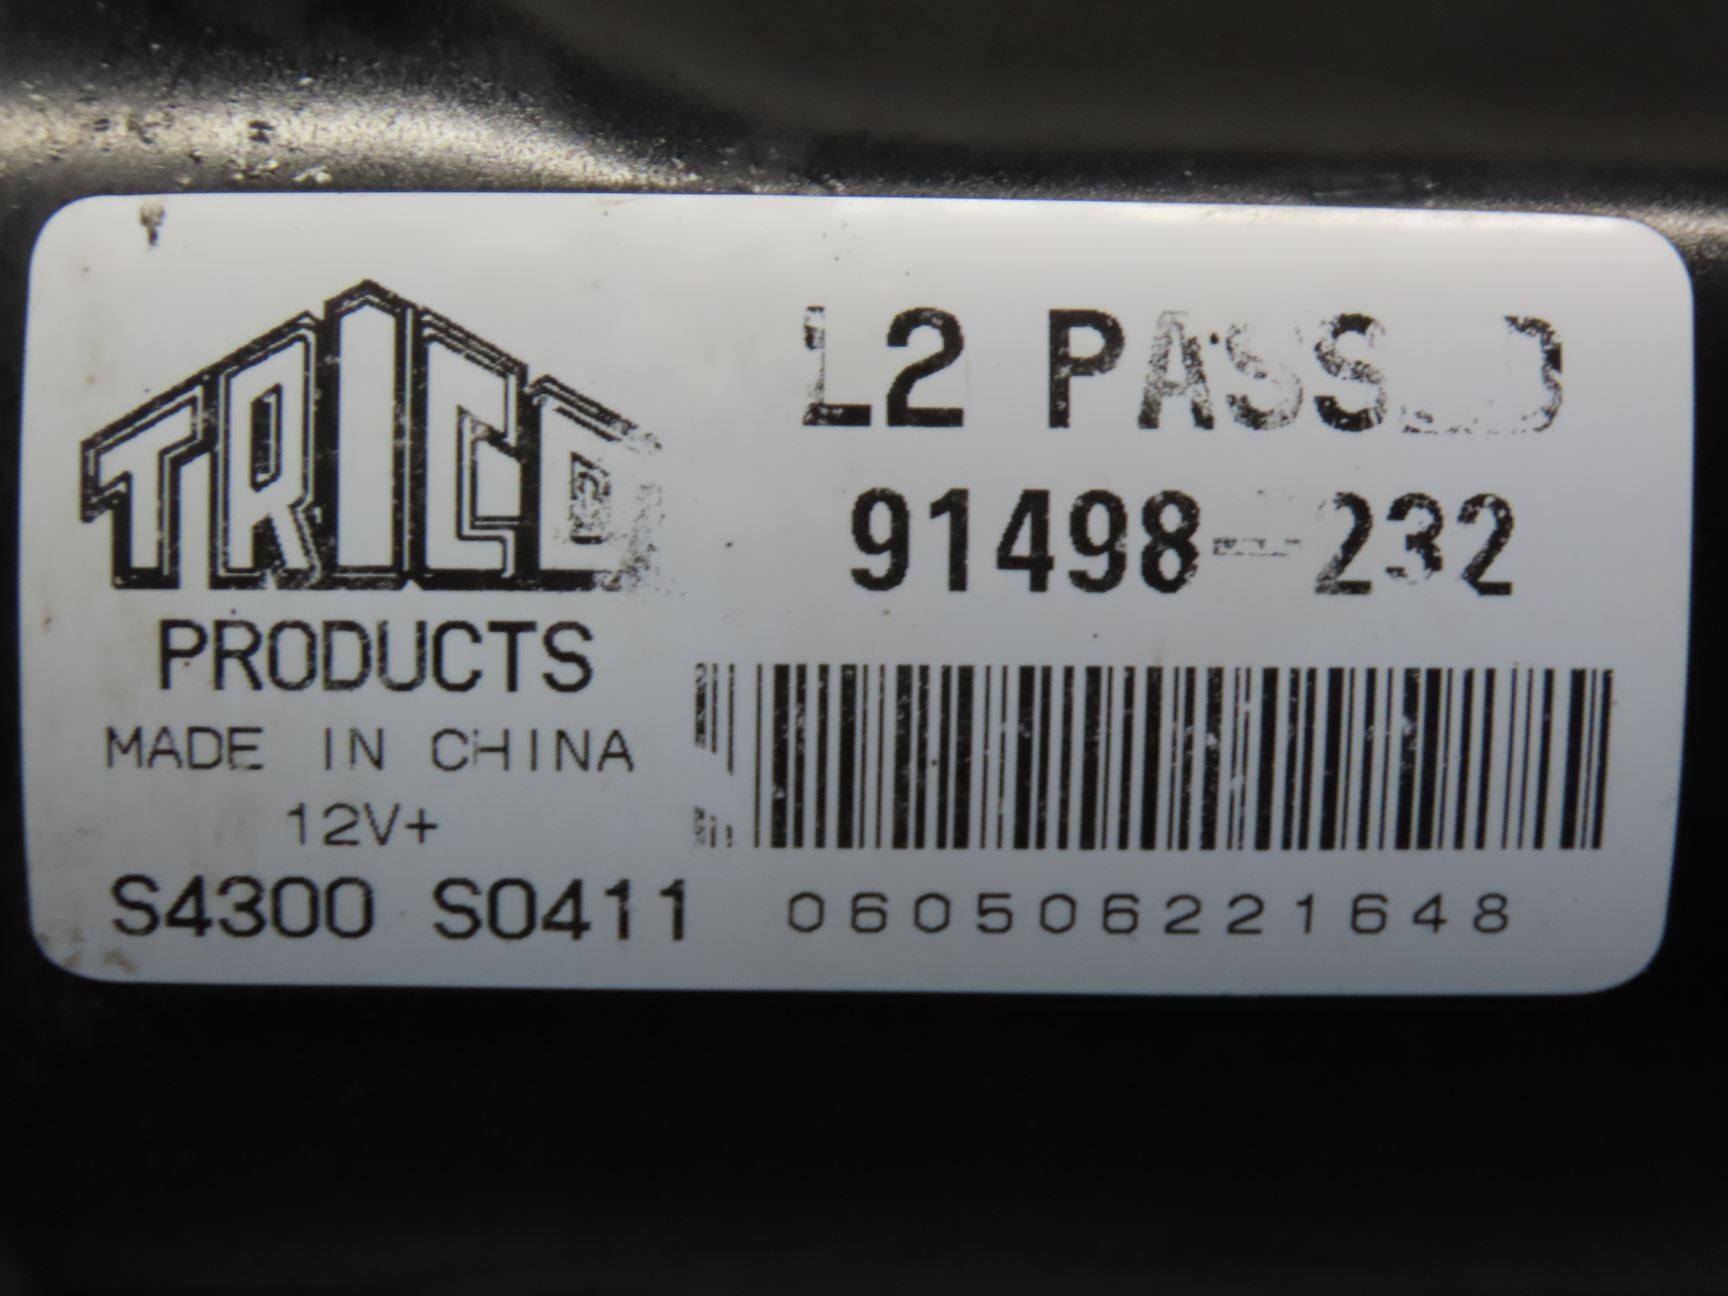 TRICO
PRODUCTS
MADE IN CHINA
12V+
S4300 S0411
L2 PASSED
91498-232
060506221648